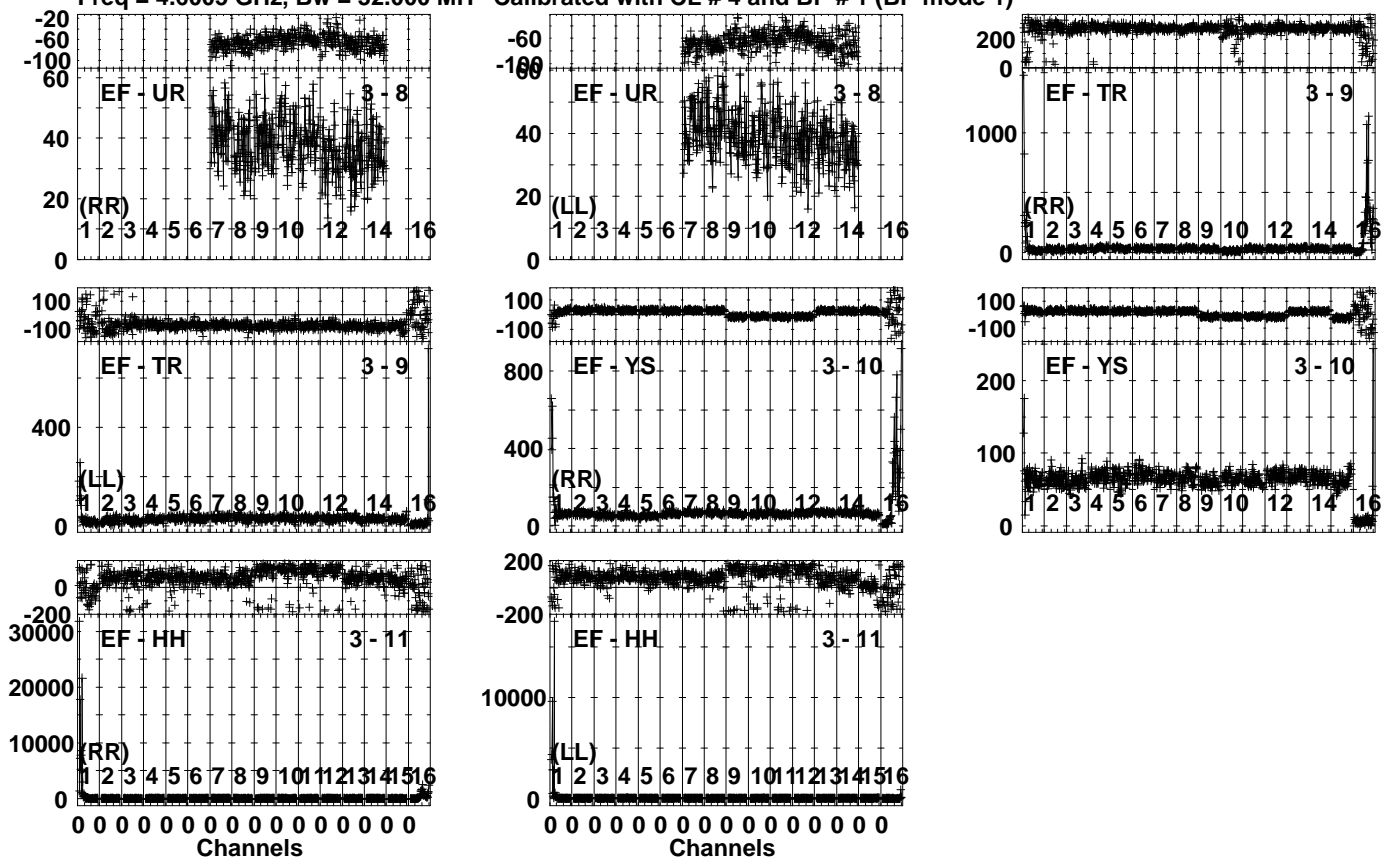 Freq = 4.6009 GHz, Bw = 32.000 MH Calibrated with CL # 4 and BP # 1 (BP mode 1)
-20
-60
-100
60
40
20
0
EF - UR 3 - 8
(RR)
1 2 3 4 5 6 7 8 9 10 12 14 16
-60
-100
60
40
20
0
EF - UR 3 - 8
(LL)
1 2 3 4 5 6 7 8 9 10 12 14 16
200
0
1000
0
EF - TR 3 - 9
(RR)
1 2 3 4 5 6 7 8 9 10 12 14 16
100
-100
400
0
EF - TR 3 - 9
(LL)
1 2 3 4 5 6 7 8 9 10 12 14 16
100
-100
800
400
0
EF - YS 3 - 10
(RR)
1 2 3 4 5 6 7 8 9 10 12 14 16
100
-100
200
100
0
EF - YS 3 - 10
1 2 3 4 5 6 7 8 9 10 12 14 16
0
-200
30000
20000
10000
0
EF - HH 3 - 11
(RR)
1 2 3 4 5 6 7 8 9 10 11 12 13 14 15 16
0 0 0 0 0 0 0 0 0 0 0 0 0 0 0 0
Channels
200
0
-200
10000
0
EF - HH 3 - 11
(LL)
1 2 3 4 5 6 7 8 9 10 11 12 13 14 15 16
0 0 0 0 0 0 0 0 0 0 0 0 0 0 0 0
Channels